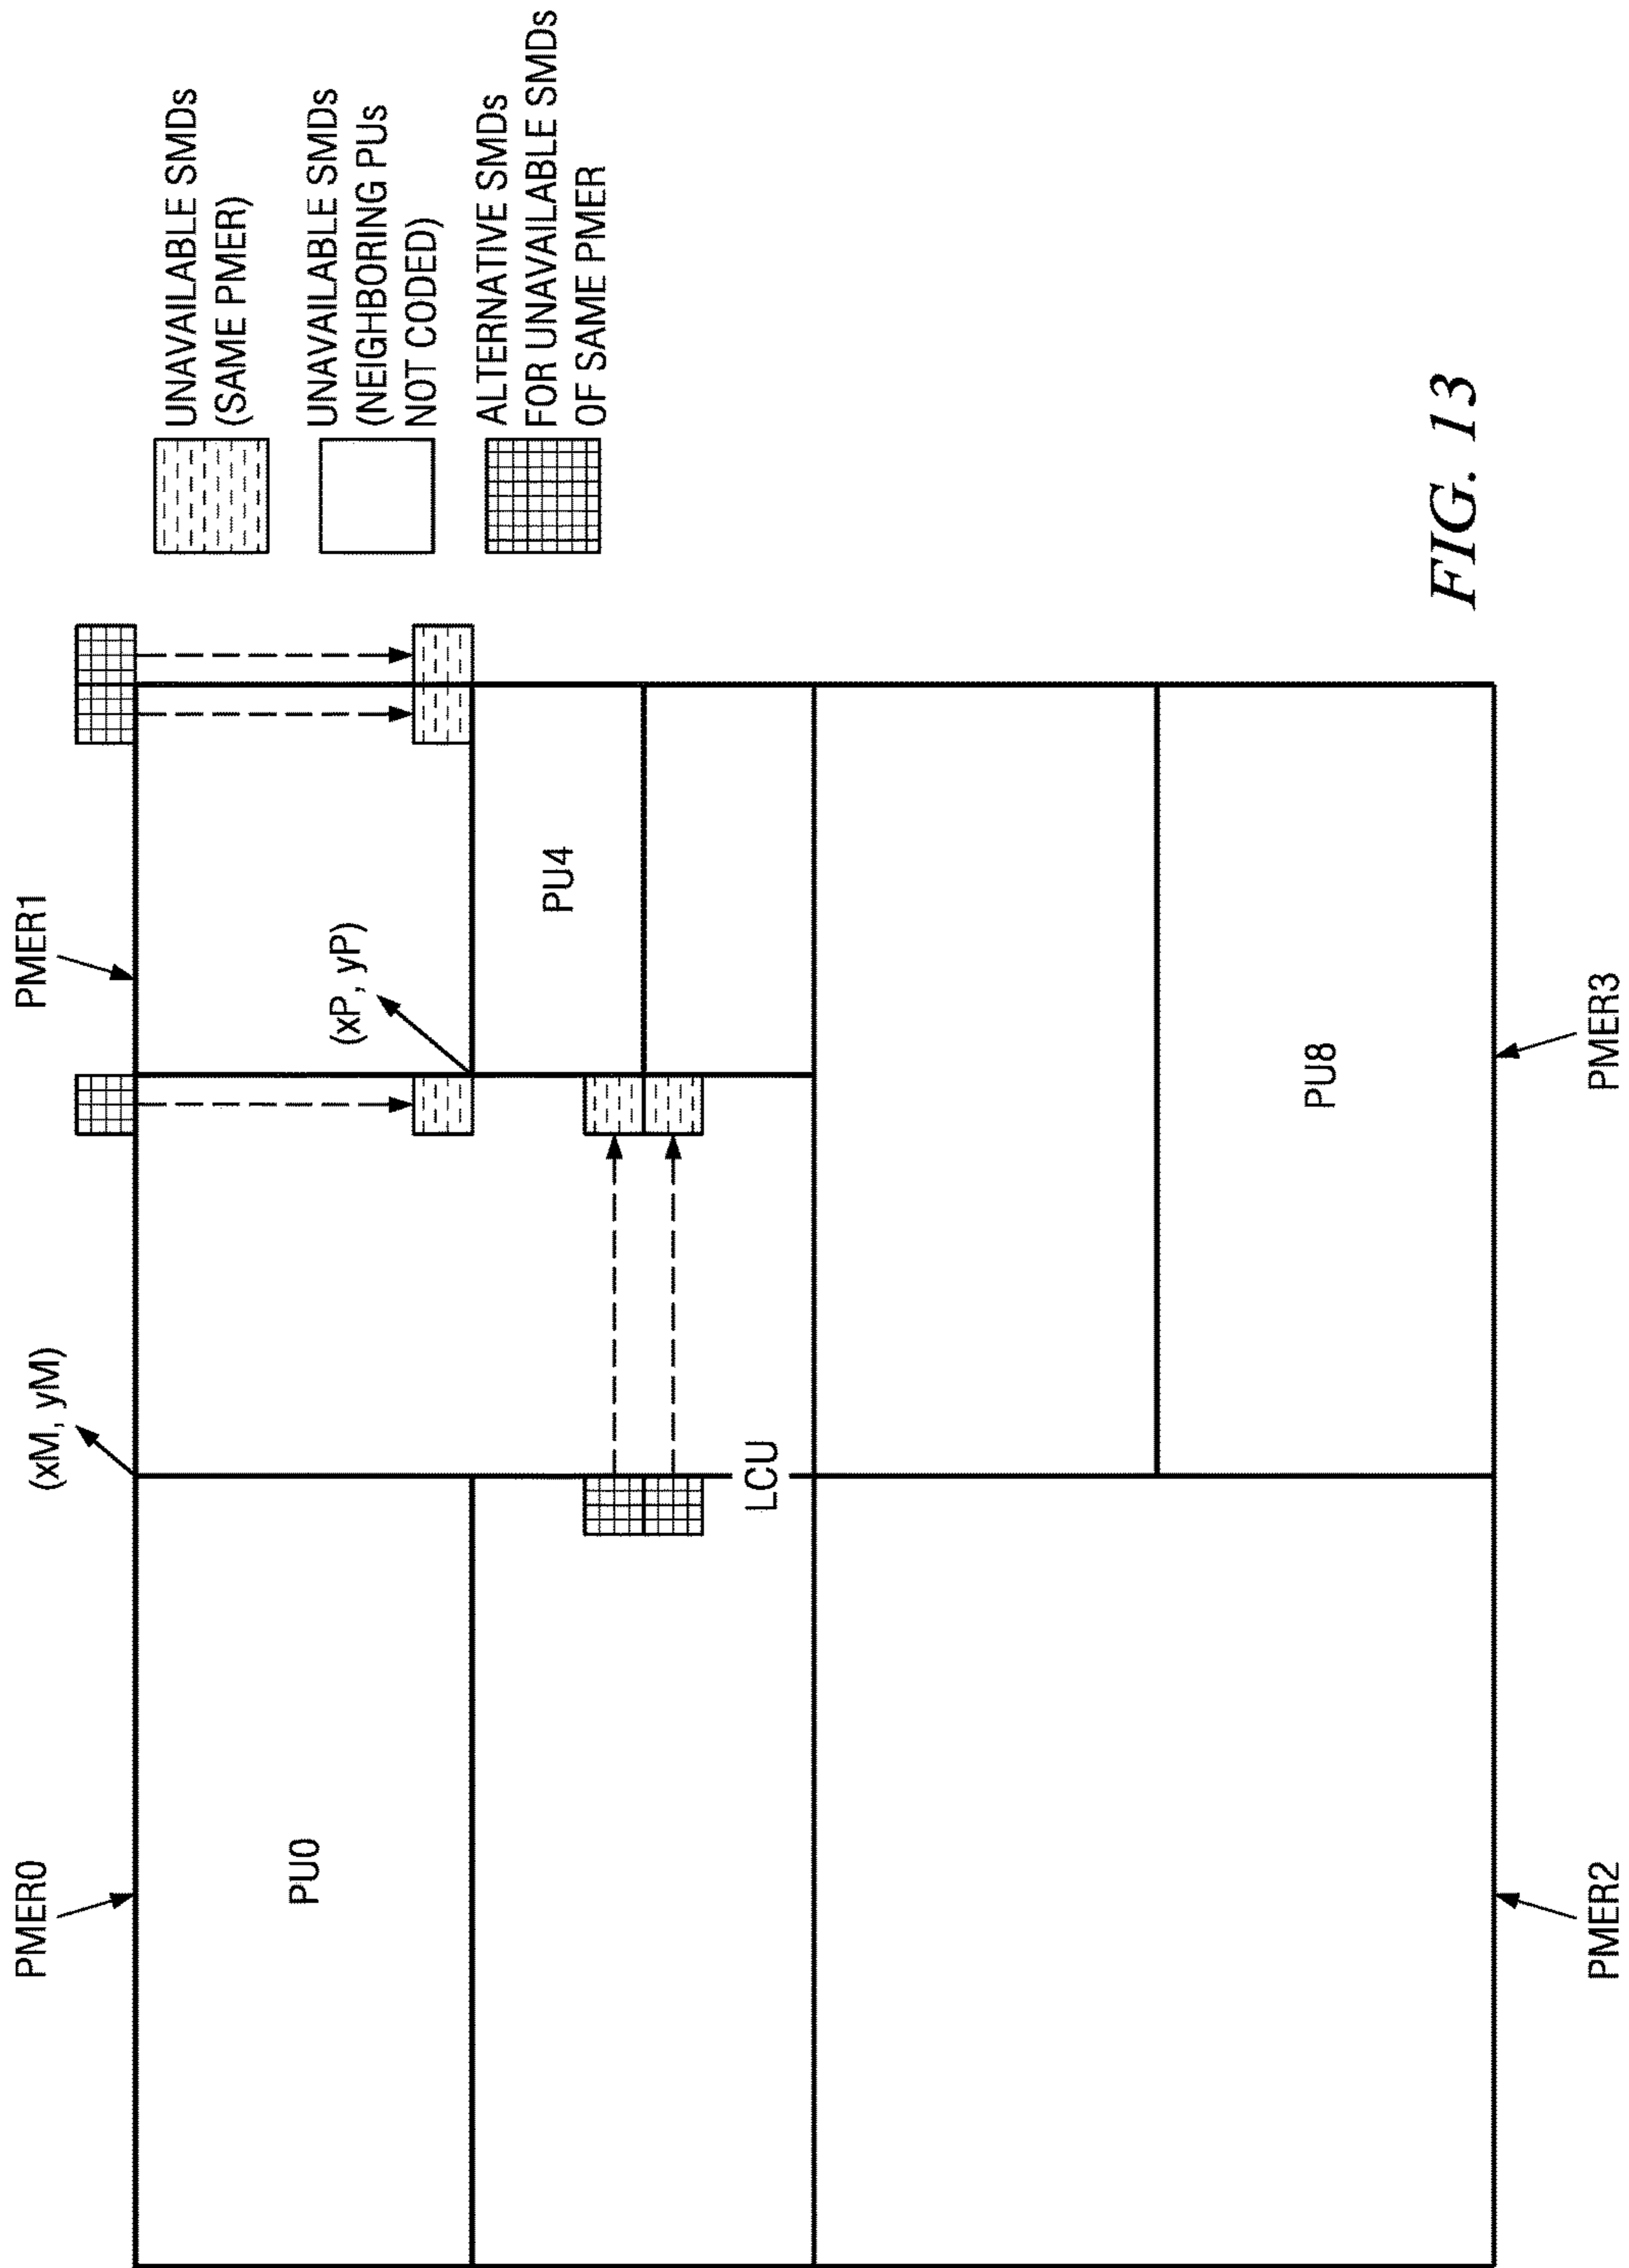 PMER0
(xM, yM)
PMER1
PU0
(xP, yP)
PU4
LCU
PU8
PMER2
PMER3
UNAVAILABLE SMDs
(SAME PMER)
UNAVAILABLE SMDs
(NEIGHBORING PUs
NOT CODED)
ALTERNATIVE SMDs
FOR UNAVAILABLE SMDs
OF SAME PMER
FIG. 13